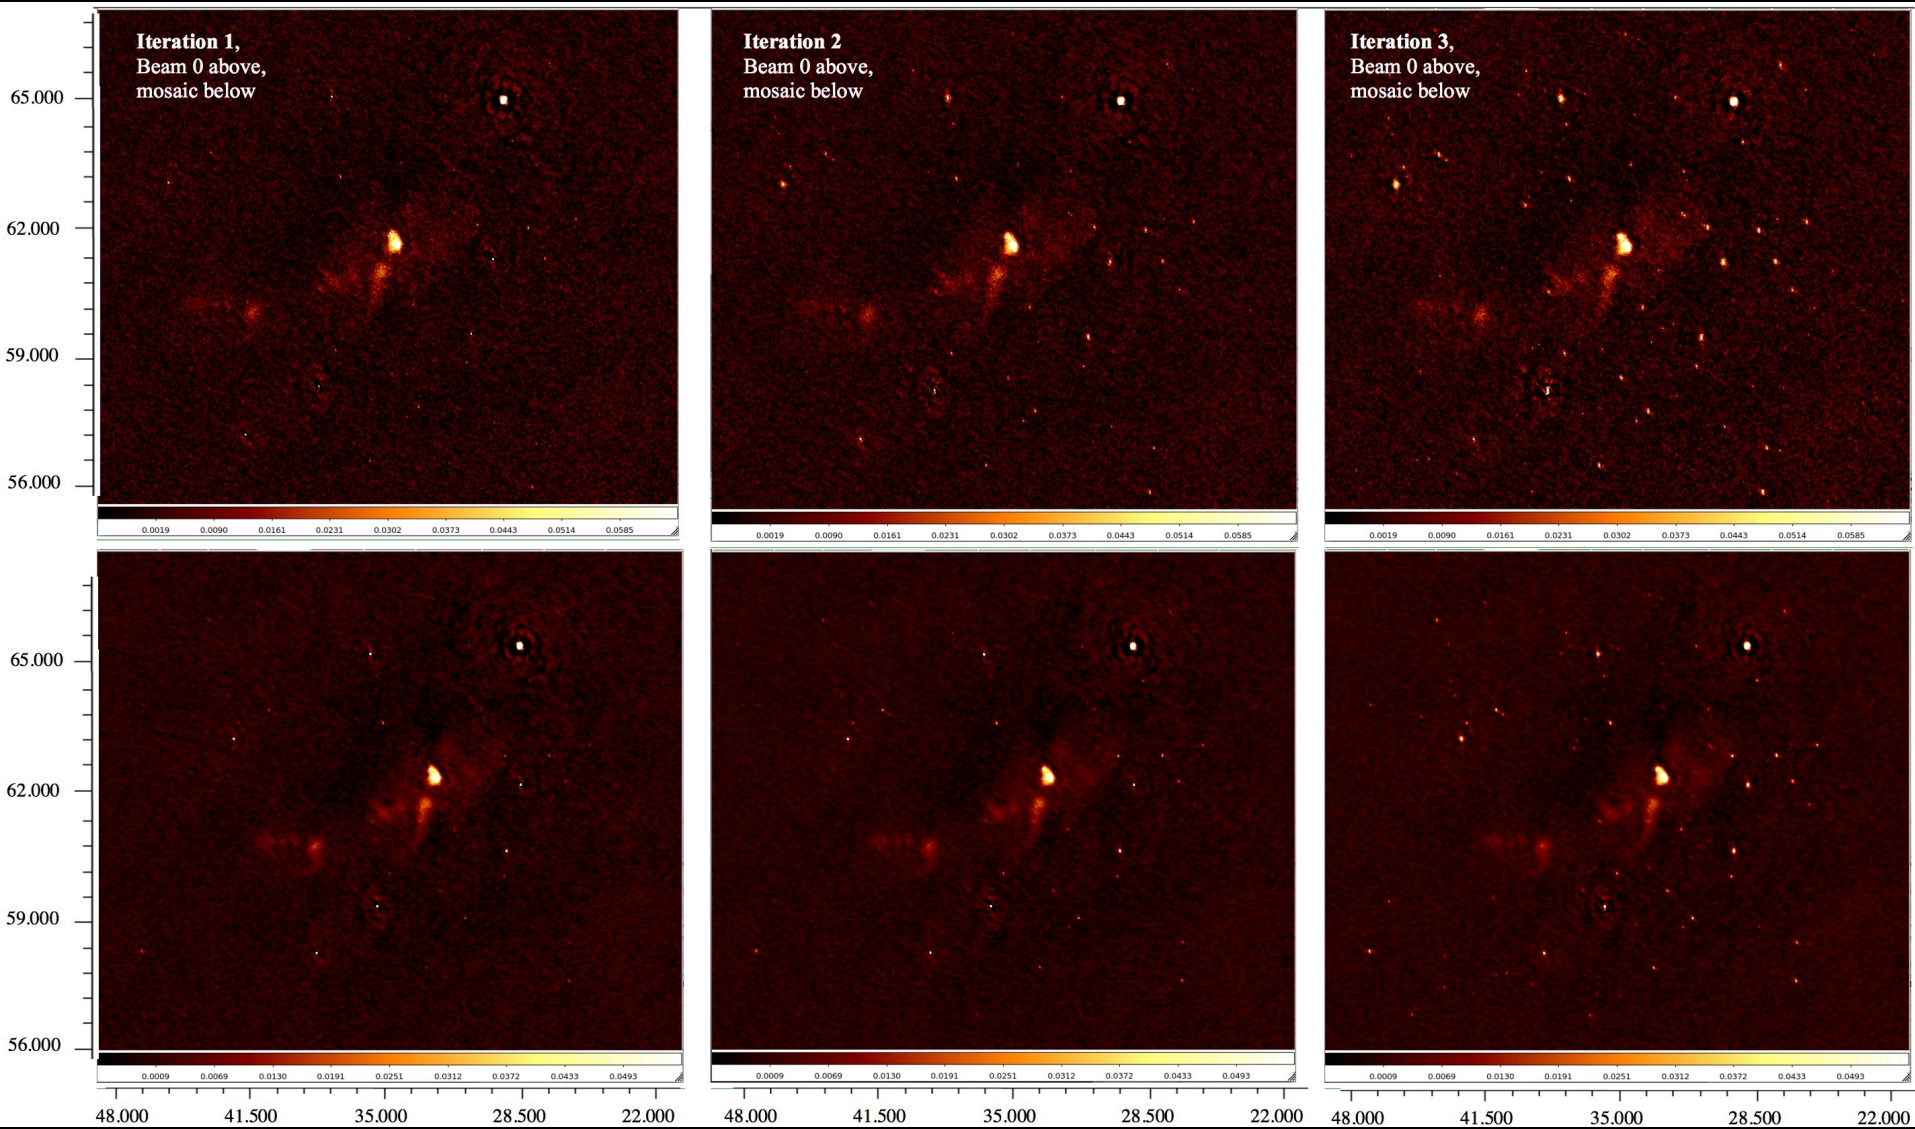 Iteration 1,
Beam 0 above,
mosaic below
Iteration 2
Beam 0 above,
mosaic below
Iteration 3,
Beam 0 above,
mosaic below
65.000
62.000
59.000
56.000
0.0019 0.0090 0.0161 0.0231 0.0302 0.0373 0.0443 0.0514 0.0585
0.0019 0.0090 0.0161 0.0231 0.0302 0.0373 0.0443 0.0514 0.0585
0.0019 0.0090 0.0161 0.0231 0.0302 0.0373 0.0443 0.0514 0.0585
65.000
62.000
59.000
56.000
0.0009 0.0069 0.0130 0.0191 0.0251 0.0312 0.0372 0.0433 0.0493
0.0009 0.0069 0.0130 0.0191 0.0251 0.0312 0.0372 0.0433 0.0493
0.0009 0.0069 0.0130 0.0191 0.0251 0.0312 0.0372 0.0433 0.0493
48.000 41.500 35.000 28.500 22.000
48.000 41.500 35.000 28.500 22.000
48.000 41.500 35.000 28.500 22.000